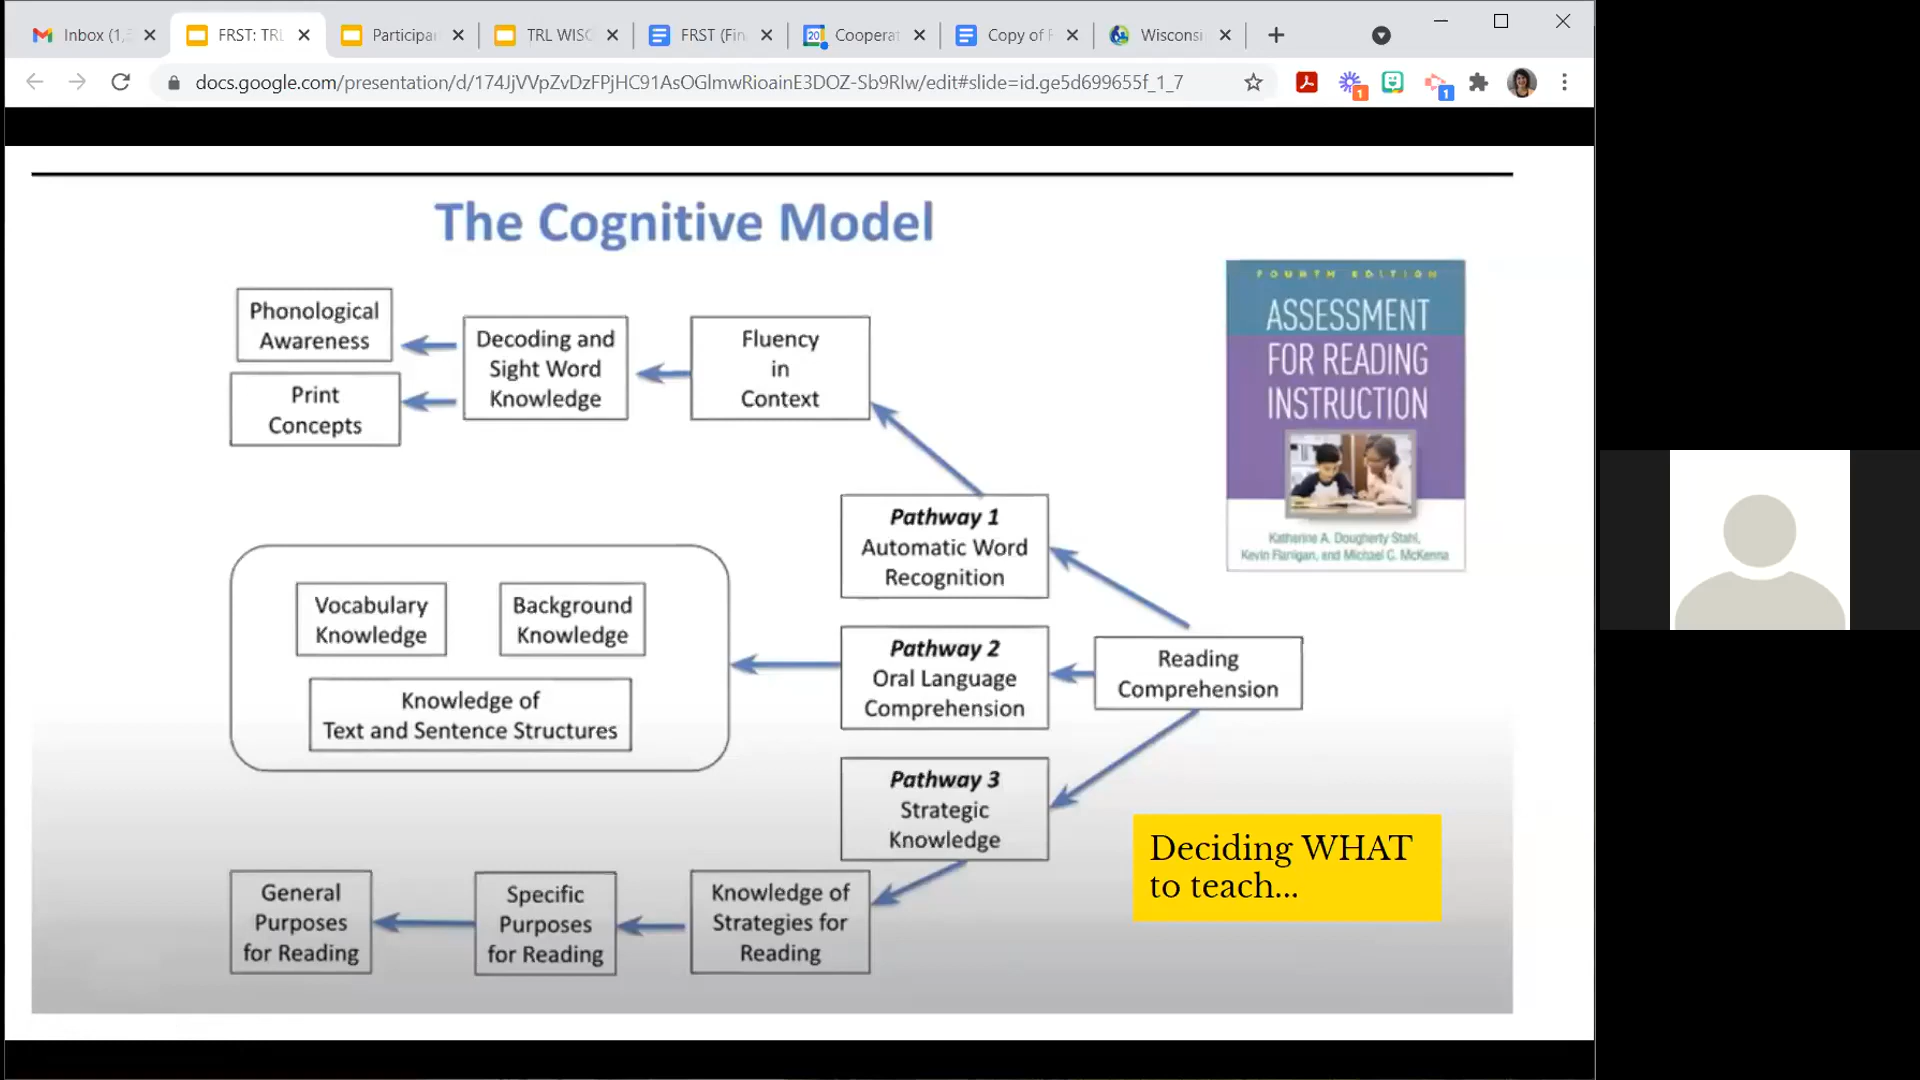 Inbox (1,
FRST: TRL
Participa
TRL WISC
FRST (Fin
20
Cooperat
Copy of F
Wisconsi
docs.google.com/presentation/d/174JjVVpZvDzFPjHC91AsOGlmwRioainE3DOZ-Sb9RIw/edit#slide=id.ge5d699655f_1_7
1
1
The Cognitive Model
Phonological
Awareness
Print
Concepts
Decoding and
Sight Word
Knowledge
Fluency
in
Context
FOURTH EDITION
ASSESSMENT
FOR READING
INSTRUCTION
Katherine A. Dougherty Stahl,
Kevin Flanigan, and Michael C. McKenna
Pathway 1
Automatic Word
Recognition
Vocabulary
Knowledge
Background
Knowledge
Knowledge of
Text and Sentence Structures
Pathway 2
Oral Language
Comprehension
Reading
Comprehension
Pathway 3
Strategic
Knowledge
Deciding WHAT
to teach...
General
Purposes
for Reading
Specific
Purposes
for Reading
Knowledge of
Strategies for
Reading